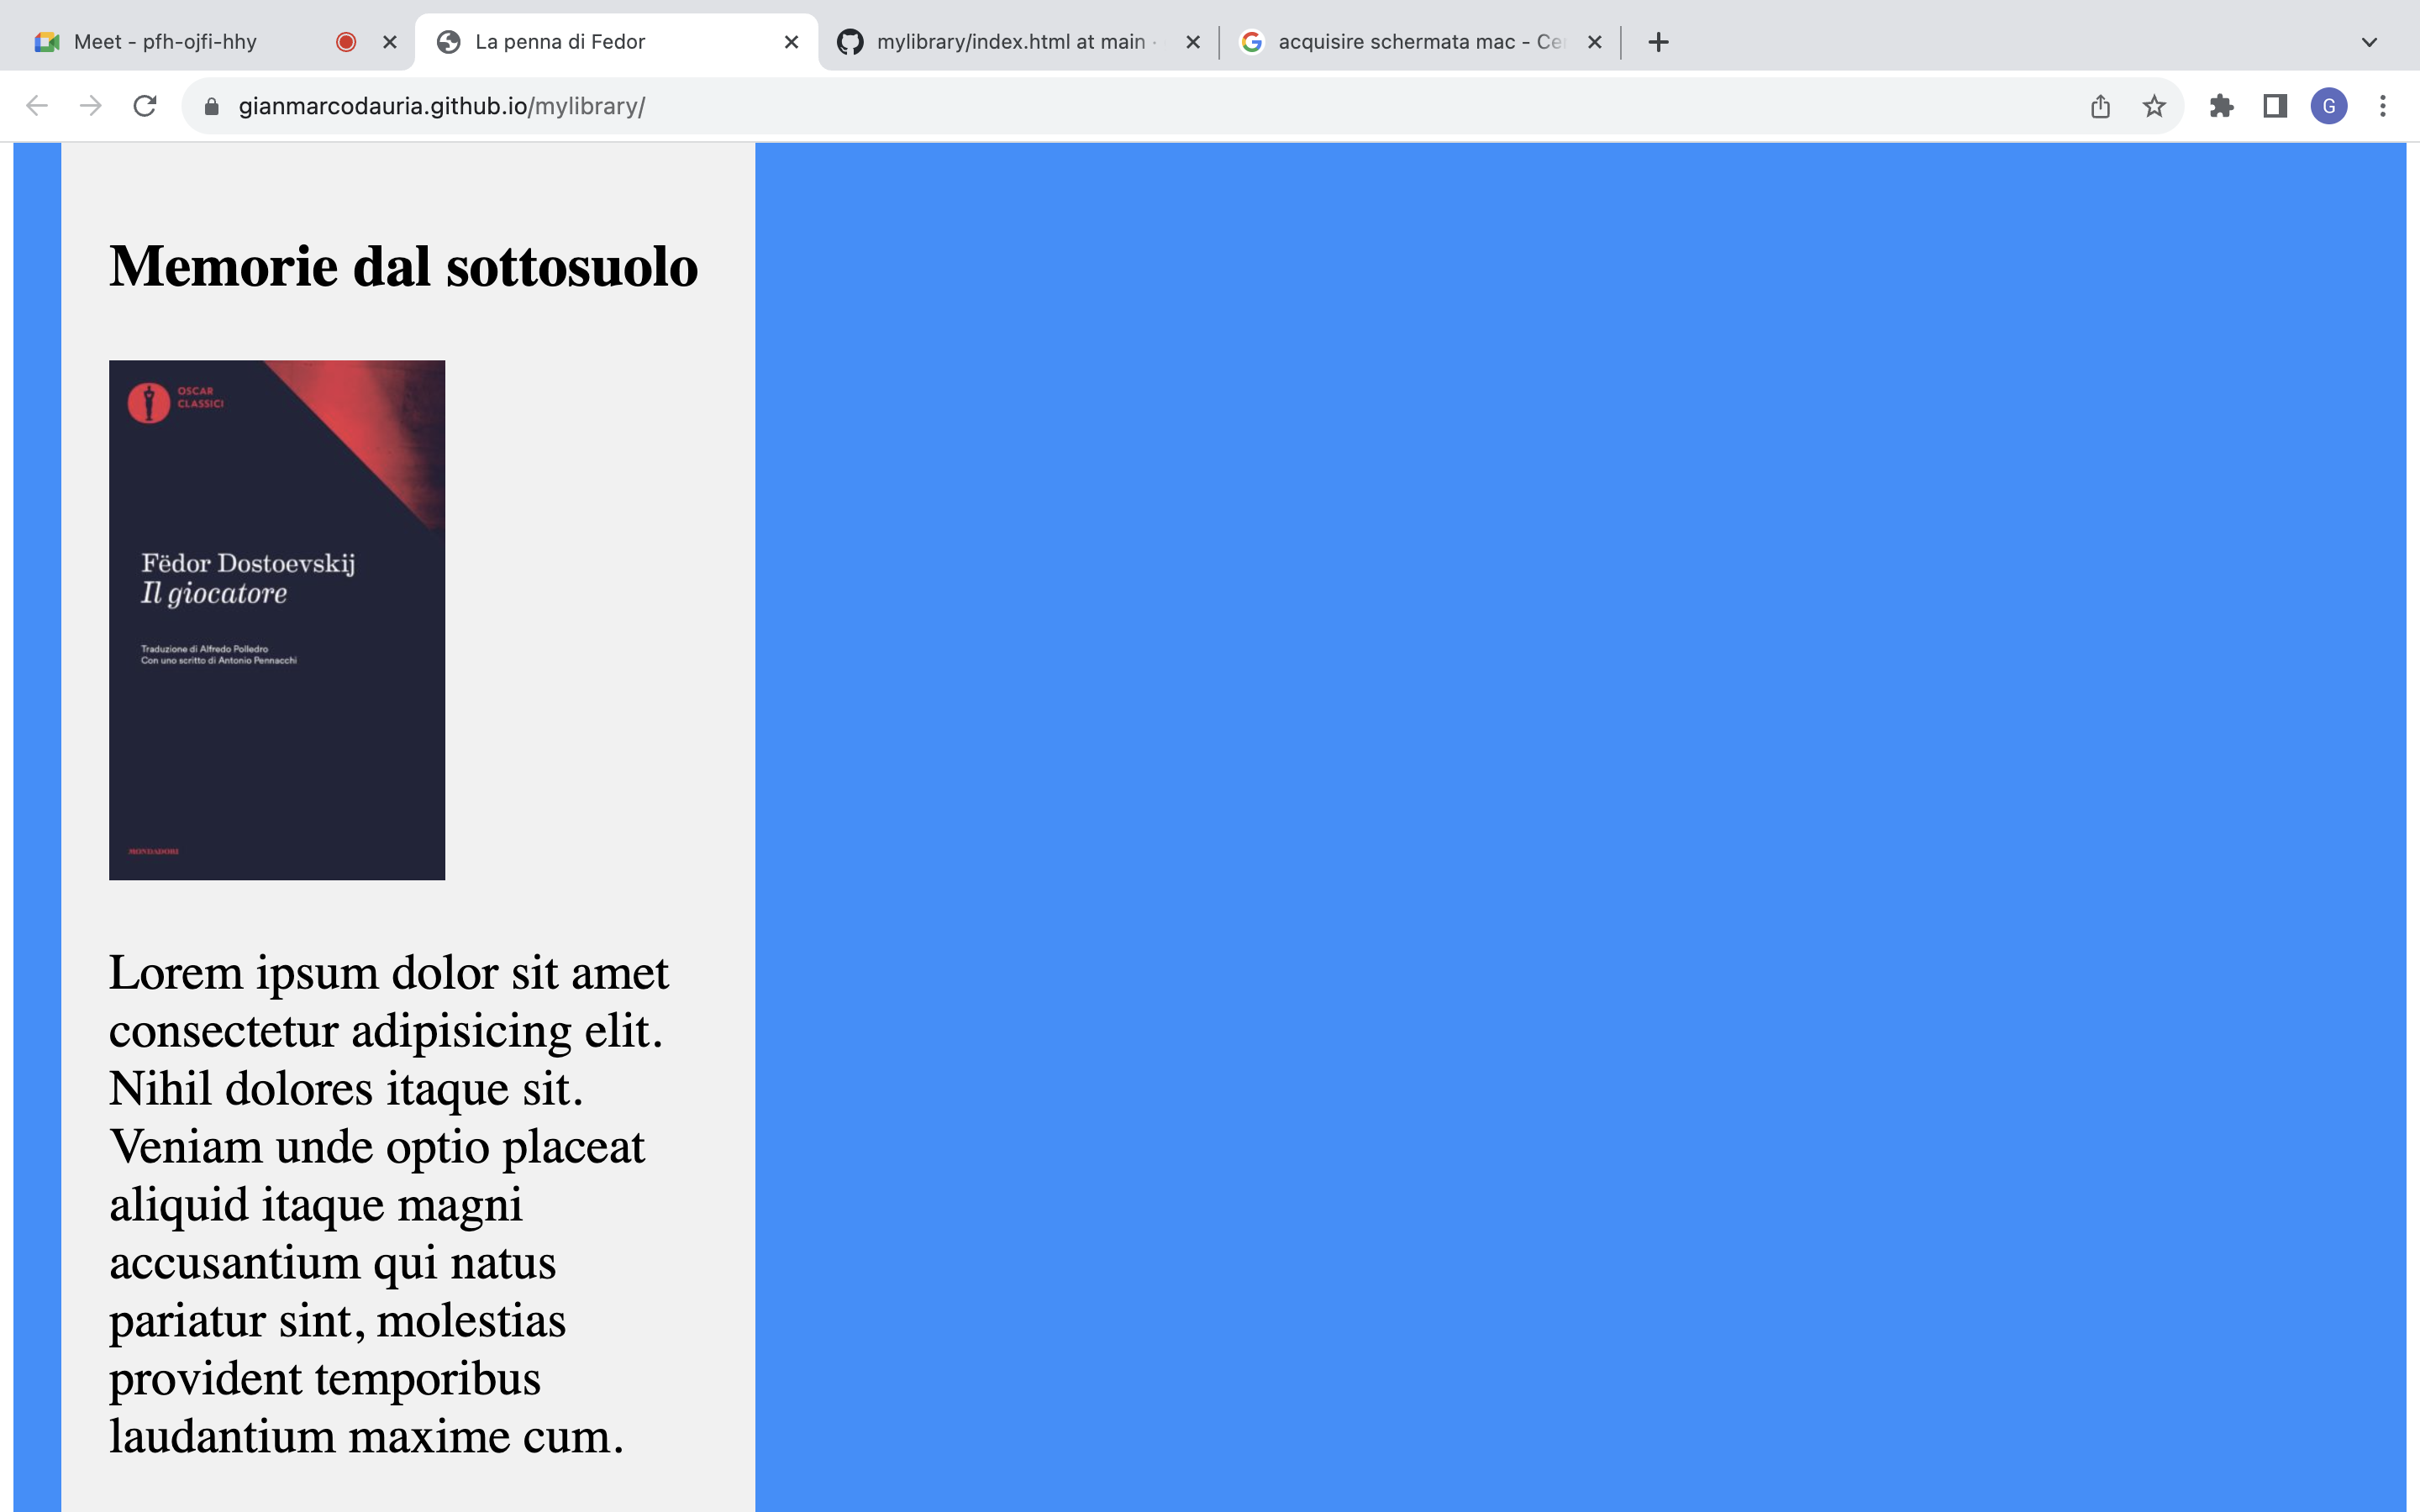 Meet - pfh-ojfi-hhy
La penna di Fedor
mylibrary/index.html at main ·
acquisire schermata mac - Ce
gianmarcodauria.github.io/mylibrary/
G
Memorie dal sottosuolo
OSCAR
CLASSICI
Fëdor Dostoevskij
Il giocatore
Traduzione di Alfredo Polledro
Con uno scritto di Antonio Pennacchi
MONDADORI
Lorem ipsum dolor sit amet
consectetur adipisicing elit.
Nihil dolores itaque sit.
Veniam unde optio placeat
aliquid itaque magni
accusantium qui natus
pariatur sint, molestias
provident temporibus
laudantium maxime cum.